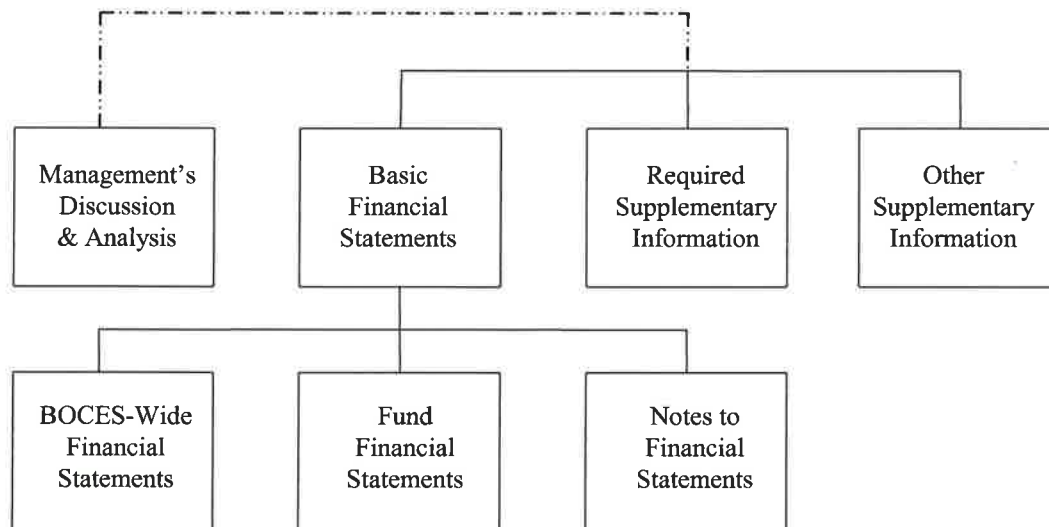 Management's
Discussion
& Analysis
Basic
Financial
Statements
Required
Supplementary
Information
Other
Supplementary
Information
BOCES-Wide
Financial
Statements
Fund
Financial
Statements
Notes to
Financial
Statements